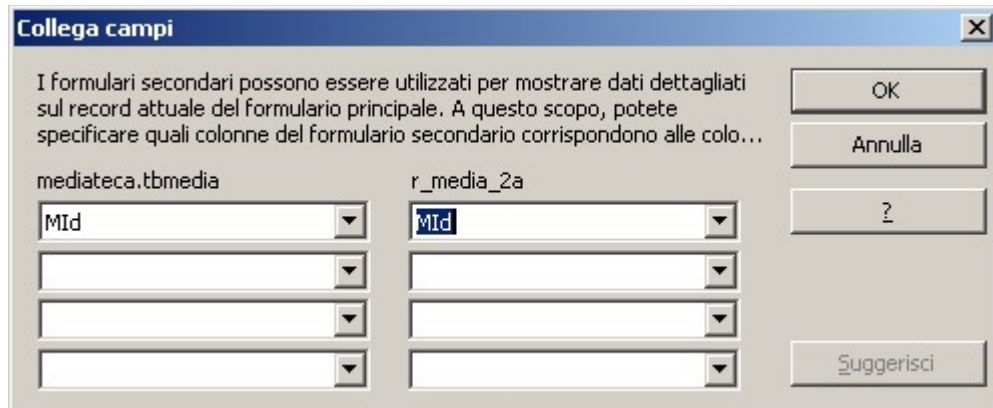 Collega campi
I formulari secondari possono essere utilizzati per mostrare dati dettagliati
sul record attuale del formulario principale. A questo scopo, potete
specificare quali colonne del formulario secondario corrispondono alle colo...
OK
Annulla
?
mediateca.tbmedia
r_media_2a
MId
MId
Suggerisci